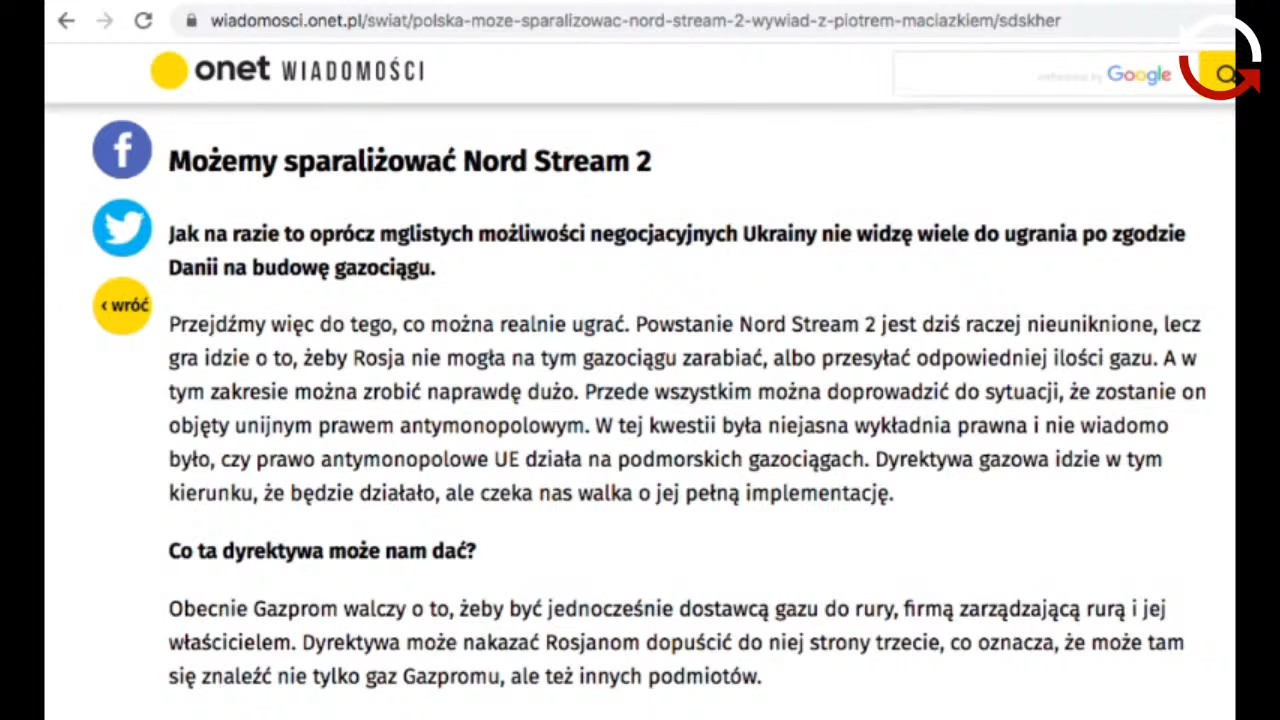 wiadomosci.onet.pl/swiat/polska-moze-sparalizowac-nord-stream-2-wywiad-z-piotrem-maciazkiem/sdskher
onet WIADOMOŚCI
Google
Możemy sparaliżować Nord Stream 2
Jak na razie to oprócz mglistych możliwości negocjacyjnych Ukrainy nie widzę wiele do ugrania po zgodzie
Danii na budowę gazociągu.
‹ wróć
Przejdźmy więc do tego, co można realnie ugrać. Powstanie Nord Stream 2 jest dziś raczej nieuniknione, lecz
gra idzie o to, żeby Rosja nie mogła na tym gazociągu zarabiać, albo przesyłać odpowiedniej ilości gazu. A w
tym zakresie można zrobić naprawdę dużo. Przede wszystkim można doprowadzić do sytuacji, że zostanie on
objęty unijnym prawem antymonopolowym. W tej kwestii była niejasna wykładnia prawna i nie wiadomo
było, czy prawo antymonopolowe UE działa na podmorskich gazociągach. Dyrektywa gazowa idzie w tym
kierunku, że będzie działało, ale czeka nas walka o jej pełną implementację.
Co ta dyrektywa może nam dać?
Obecnie Gazprom walczy o to, żeby być jednocześnie dostawcą gazu do rury, firmą zarządzającą rurą i jej
właścicielem. Dyrektywa może nakazać Rosjanom dopuścić do niej strony trzecie, co oznacza, że może tam
się znaleźć nie tylko gaz Gazpromu, ale też innych podmiotów.